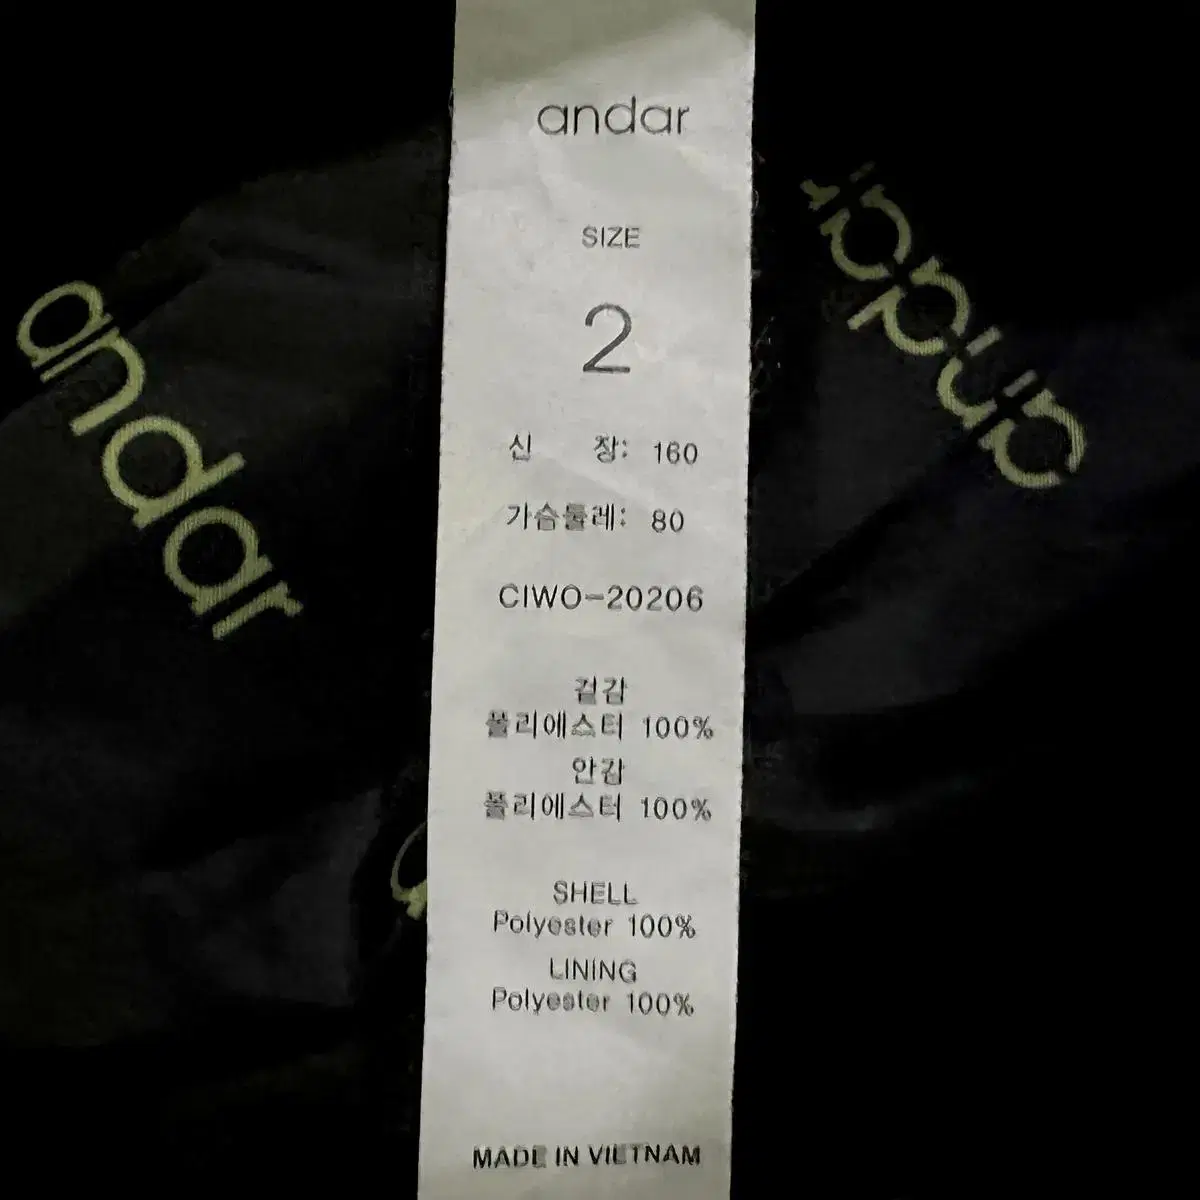 andar
SIZE
2
신 장: 160
가슴둘레: 80
CIWO-20206
겉감
폴리에스터 100%
안감
폴리에스터 100%
SHELL
Polyester 100%
LINING
Polyester 100%
MADE IN VIETNAM
andar
andar